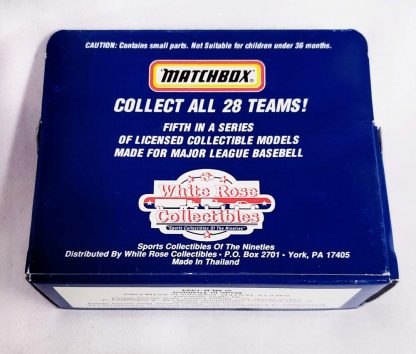 CAUTION: Contains small parts. Not Suitable for children under 36 months.
MATCHBOX
COLLECT ALL 28 TEAMS!
FIFTH IN A SERIES
OF LICENSED COLLECTIBLE MODELS
MADE FOR MAJOR LEAGUE BASEBELL
White Rose
Collectibles
"Sports Collectibles Of The Nineties"
Sports Collectibles Of The Nineties
Distributed By White Rose Collectibles • P.O. Box 2701 • York, PA 17405
Made In Thailand